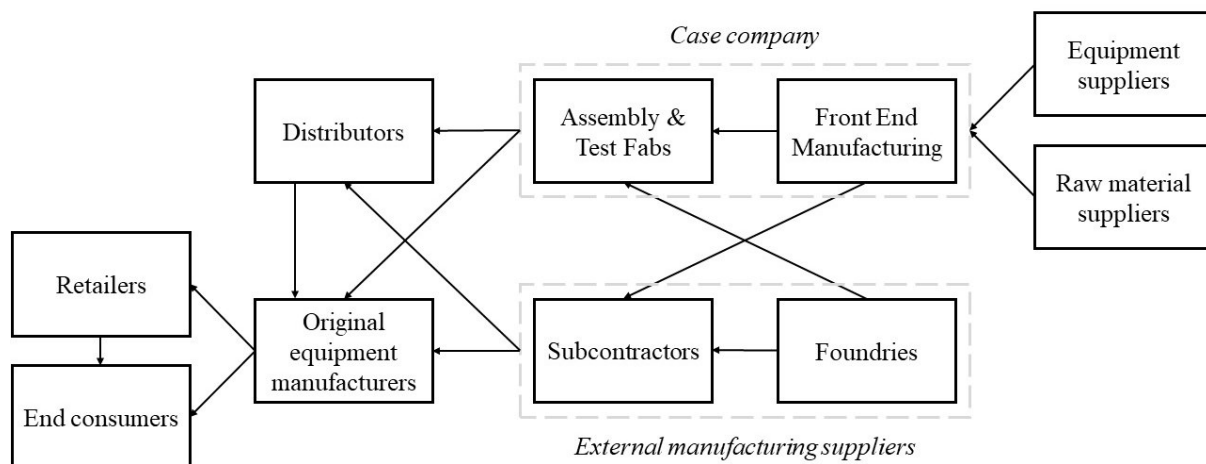 Case company
Equipment
suppliers
Distributors
Assembly &
Test Fabs
Front End
Manufacturing
Raw material
suppliers
Retailers
Original
equipment
manufacturers
Subcontractors
Foundries
End consumers
External manufacturing suppliers